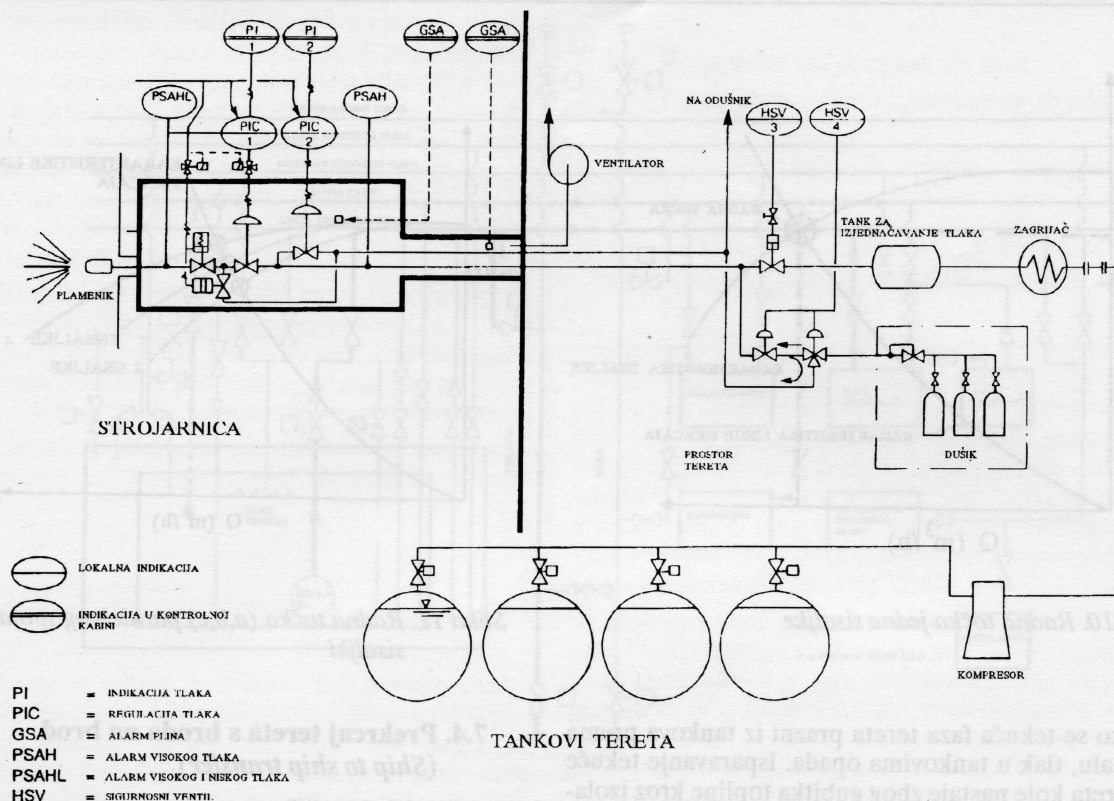 PI
1
PI
2
GSA
GSA
PSAHL
PIC
1
PIC
2
PSAH
VENTILATOR
NA ODUŠNIK
HSV
3
HSV
4
TANK ZA
IZJEDNAČAVANJE TLAKA
ZAGRIJAČ
PLAMENIK
STROJARNICA
PROSTOR
TERETA
DUŠIK
LOKALNA INDIKACIJA
INDIKACIJA U KONTROLNOJ
KABINI
KOMPRESOR
TANKOVI TERETA
PI = INDIKACIJA TLAKA
PIC = REGULACIJA TLAKA
GSA = ALARM PLINA
PSAH = ALARM VISOKOG TLAKA
PSAHL = ALARM VISOKOG I NISKOG TLAKA
HSV = SIGURNOSNI VENTIL